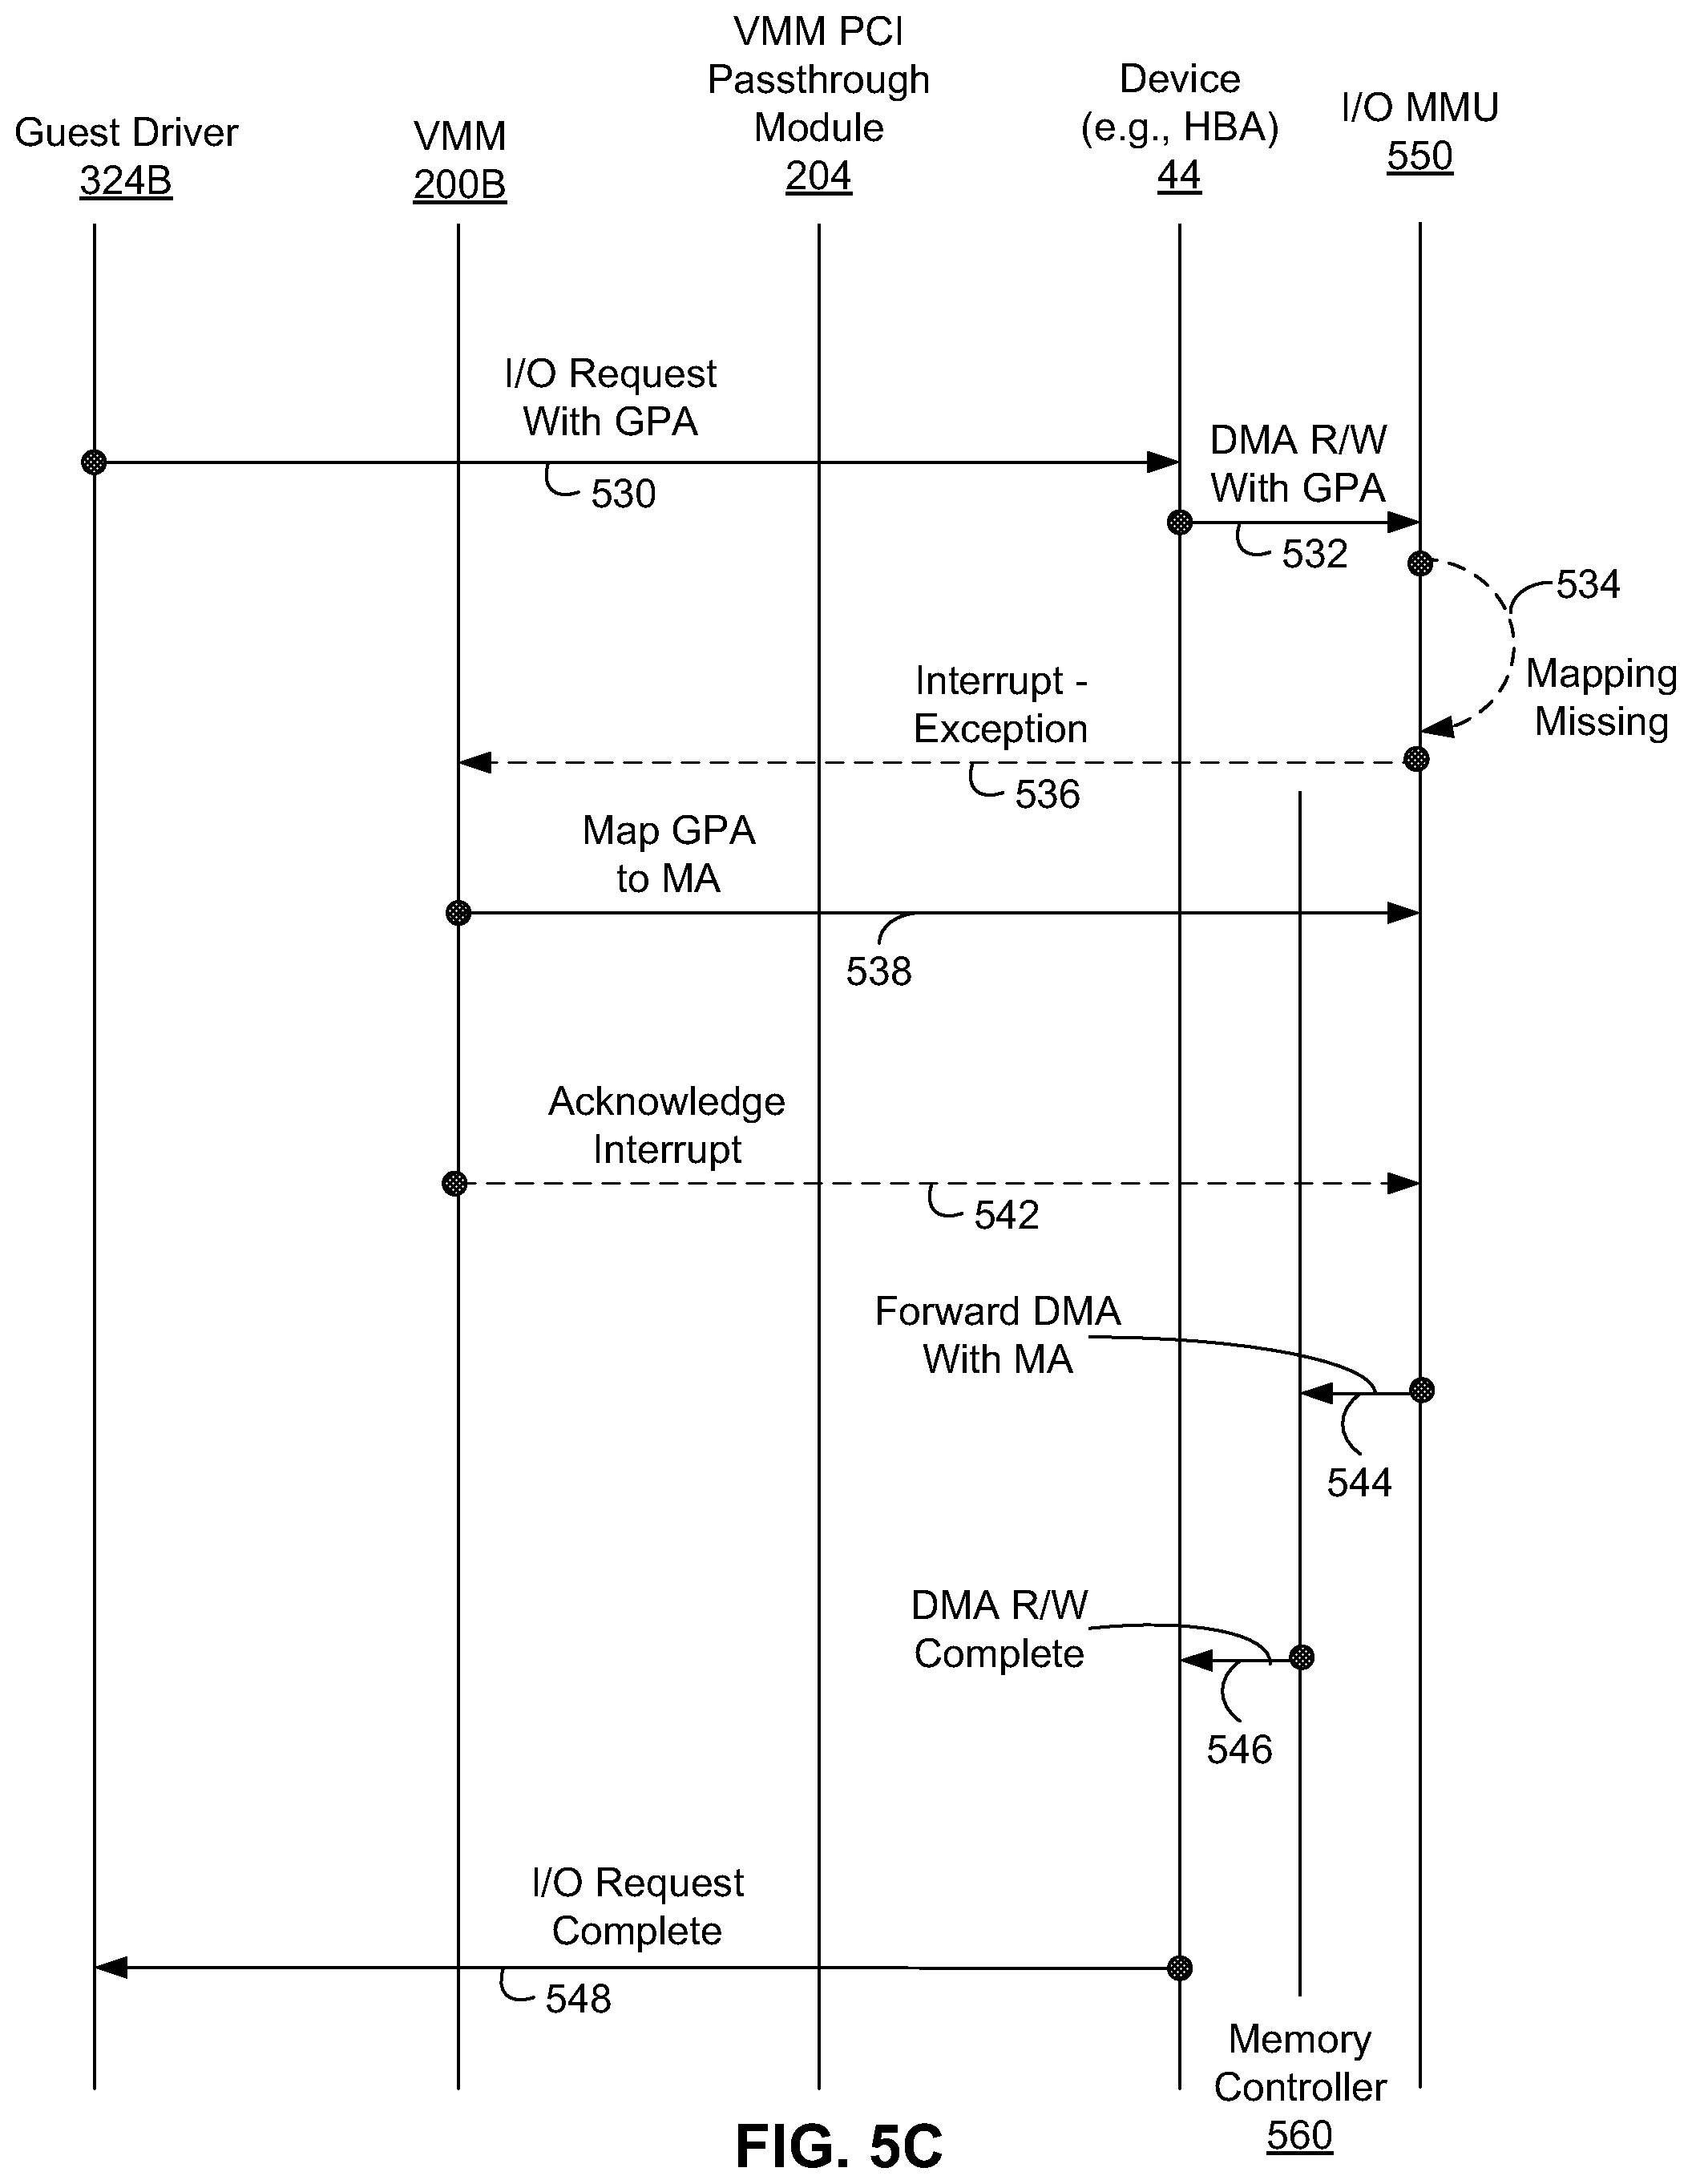 Guest Driver
324B
VMM
200B
VMM PCI
Passthrough
Module
204
Device
(e.g., HBA)
44
I/O MMU
550
I/O Request
With GPA
530
DMA R/W
With GPA
532
534
Mapping
Missing
Interrupt -
Exception
536
Map GPA
to MA
538
Acknowledge
Interrupt
542
Forward DMA
With MA
544
DMA R/W
Complete
546
I/O Request
Complete
548
Memory
Controller
560
FIG. 5C